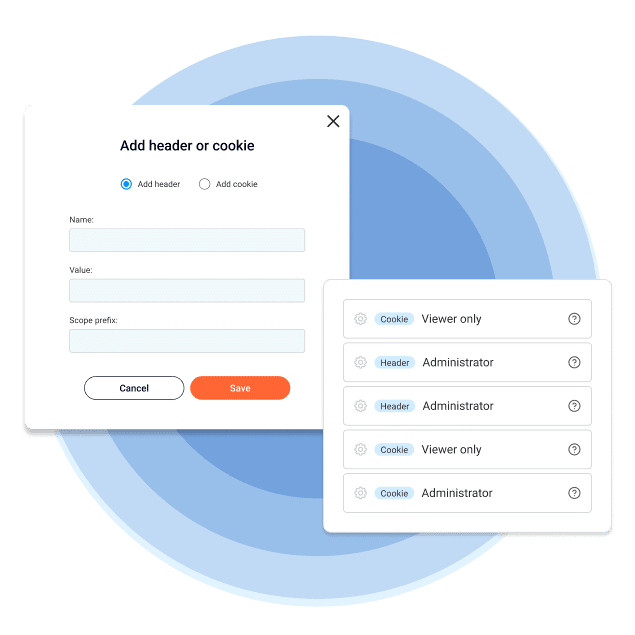 Add header or cookie
Add header Add cookie
Name:
Value:
Scope prefix:
Cancel Save
Cookie Viewer only
Header Administrator
Header Administrator
Cookie Viewer only
Cookie Administrator